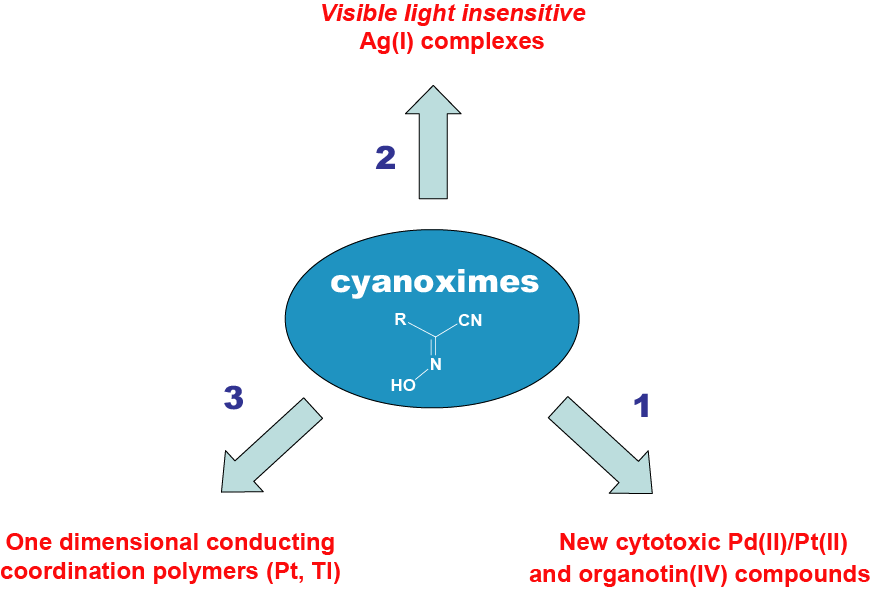 Visible light insensitive
Ag(I) complexes
2
cyanoximes
R
CN
N
HO
3
1
One dimensional conducting
coordination polymers (Pt, Tl)
New cytotoxic Pd(II)/Pt(II)
and organotin(IV) compounds